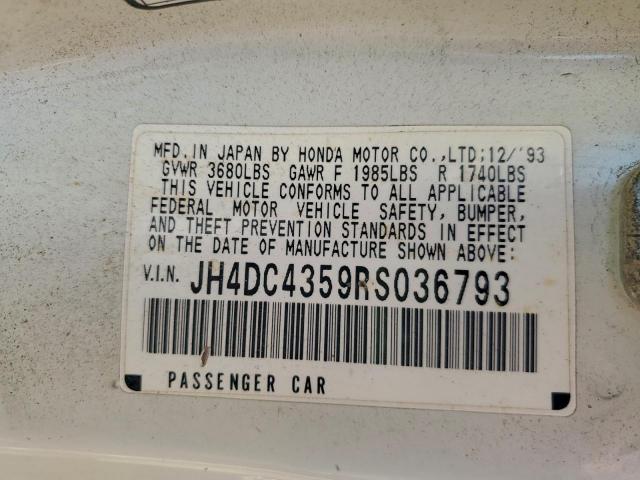 MFD. IN JAPAN BY HONDA MOTOR CO.,LTD;12/'93
GVWR 3680LBS GAWR F 1985LBS R 1740LBS
THIS VEHICLE CONFORMS TO ALL APPLICABLE
FEDERAL MOTOR VEHICLE SAFETY, BUMPER,
AND THEFT PREVENTION STANDARDS IN EFFECT
ON THE DATE OF MANUFACTURE SHOWN ABOVE:
V.I.N. JH4DC4359RS036793
PASSENGER CAR